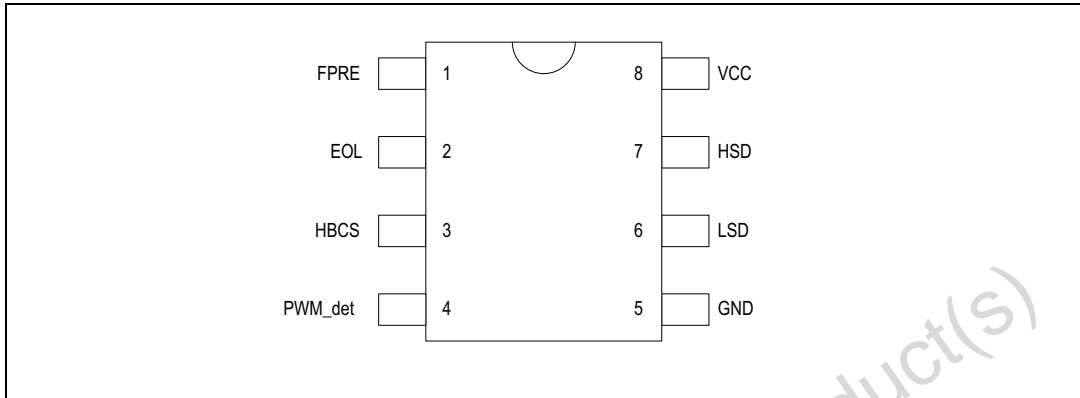 FPRE 1 8 VCC
EOL 2 7 HSD
HBCS 3 6 LSD
PWM_det 4 5 GND